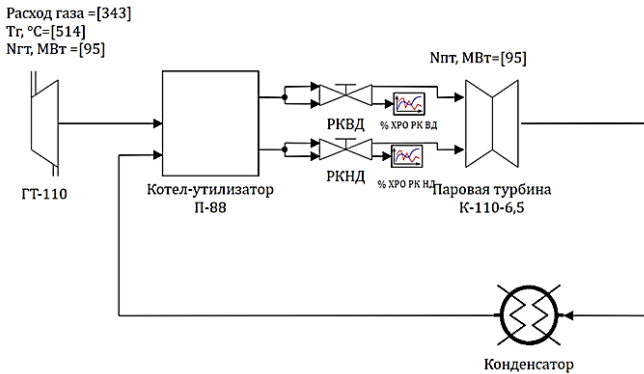 Расход газа =[343]
Тг, °C=[514]
Nгт, МВт =[95]
Nпт, МВт=[95]
РКВД
% ХРО РК ВД
РКНД
% ХРО РК НД
ГТ-110
Котел-утилизатор
П-88
Паровая турбина
К-110-6,5
Конденсатор